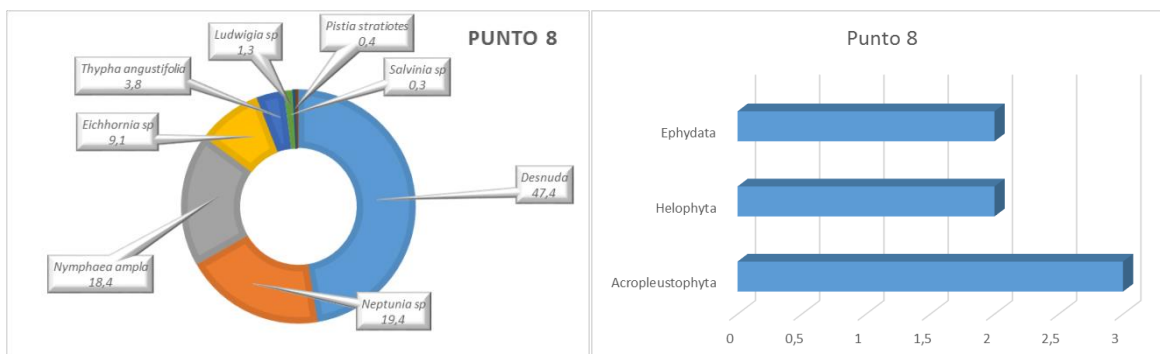 PUNTO 8
Ludwigia sp
1,3
Pistia stratiotes
0,4
Thypha angustifolia
3,8
Salvinia sp
0,3
Eichhornia sp
9,1
Desnuda
47,4
Nymphaea ampla
18,4
Neptunia sp
19,4
Punto 8
Ephydata
Helophyta
Acropleustophyta
0 0,5 1 1,5 2 2,5 3